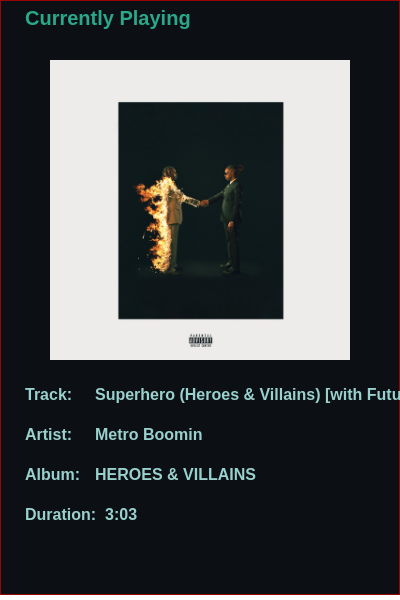 Currently Playing
PARENTAL
ADVISORY
EXPLICIT CONTENT
Track: Superhero (Heroes & Villains) [with Futu
Artist: Metro Boomin
Album: HEROES & VILLAINS
Duration: 3:03